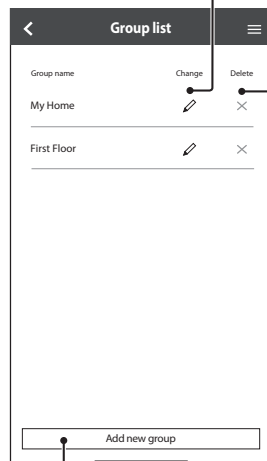 Group list
Group name Change Delete
My Home
First Floor
Add new group